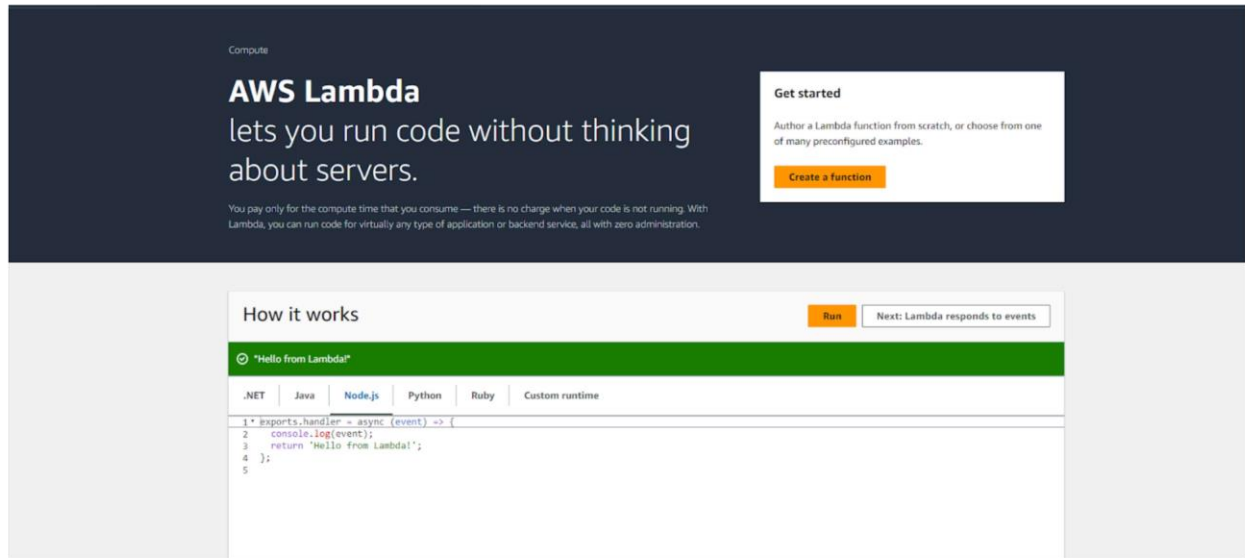 Compute
AWS Lambda
lets you run code without thinking
about servers.
You pay only for the compute time that you consume — there is no charge when your code is not running. With
Lambda, you can run code for virtually any type of application or backend service, all with zero administration.
Get started
Author a Lambda function from scratch, or choose from one
of many preconfigured examples.
Create a function
How it works
Run
Next: Lambda responds to events
"Hello from Lambda!"
.NET Java Node.js Python Ruby Custom runtime
1 exports.handler = async (event) => {
2 console.log(event);
3 return 'Hello from Lambda!';
4 };
5